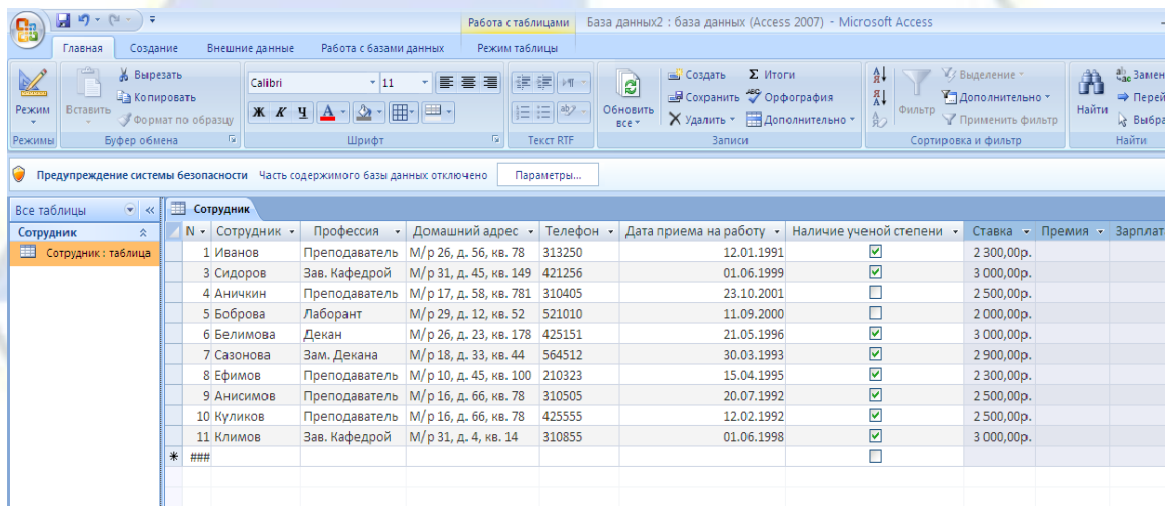 Работа с таблицами База данных2 : база данных (Access 2007) - Microsoft Access
Главная Создание Внешние данные Работа с базами данных Режим таблицы
Режим
Вставить
Вырезать
Копировать
Формат по образцу
Calibri 11
Ж К Ч А
Обновить все
Создать Σ Итоги
Сохранить Орфография
Удалить Дополнительно
Фильтр
Выделение
Дополнительно
Применить фильтр
Найти
Замен
Перей
Выбра
Режимы Буфер обмена Шрифт Текст RTF Записи Сортировка и фильтр Найти
Предупреждение системы безопасности Часть содержимого базы данных отключено Параметры...
Все таблицы «
Сотрудник
Сотрудник : таблица
Сотрудник
N Сотрудник Профессия Домашний адрес Телефон Дата приема на работу Наличие ученой степени Ставка Премия Зарплат
1 Иванов Преподаватель М/р 26, д. 56, кв. 78 313250 12.01.1991 2 300,00р.
3 Сидоров Зав. Кафедрой М/р 31, д. 45, кв. 149 421256 01.06.1999 3 000,00р.
4 Аничкин Преподаватель М/р 17, д. 58, кв. 781 310405 23.10.2001 2 500,00р.
5 Боброва Лаборант М/р 29, д. 12, кв. 52 521010 11.09.2000 2 000,00р.
6 Белимова Декан М/р 26, д. 23, кв. 178 425151 21.05.1996 3 000,00р.
7 Сазонова Зам. Декана М/р 18, д. 33, кв. 44 564512 30.03.1993 2 900,00р.
8 Ефимов Преподаватель М/р 10, д. 45, кв. 100 210323 15.04.1995 2 300,00р.
9 Анисимов Преподаватель М/р 16, д. 66, кв. 78 310505 20.07.1992 2 500,00р.
10 Куликов Преподаватель М/р 16, д. 66, кв. 78 425555 12.02.1992 2 500,00р.
11 Климов Зав. Кафедрой М/р 31, д. 4, кв. 14 310855 01.06.1998 3 000,00р.
* ###